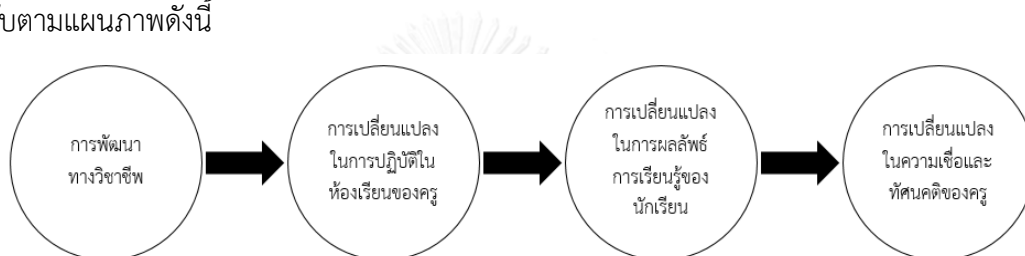 ับตามแผนภาพดังนี้
การพัฒนา
ทางวิชาชีพ
การเปลี่ยนแปลง
ในการปฏิบัติใน
ห้องเรียนของครู
การเปลี่ยนแปลง
ในการผลลัพธ์
การเรียนรู้ของ
นักเรียน
การเปลี่ยนแปลง
ในความเชื่อและ
ทัศนคติของครู